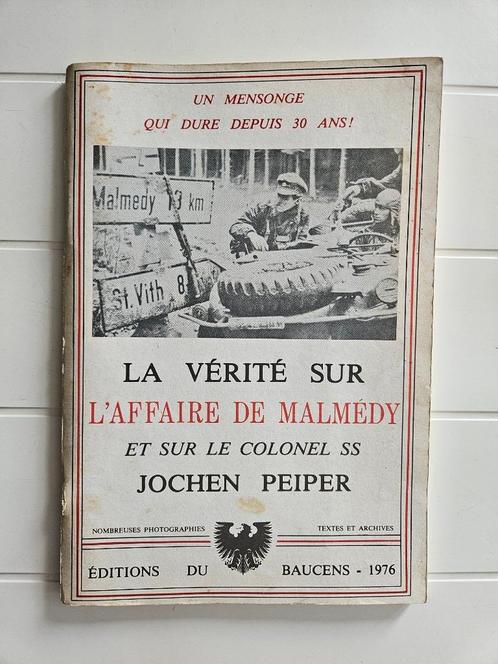 UN MENSONGE
QUI DURE DEPUIS 30 ANS!
Malmedy 13 km
St. Vith 8
LA VÉRITÉ SUR
L'AFFAIRE DE MALMÉDY
ET SUR LE COLONEL SS
JOCHEN PEIPER
NOMBREUSES PHOTOGRAPHIES TEXTES ET ARCHIVES
ÉDITIONS DU BAUCENS - 1976